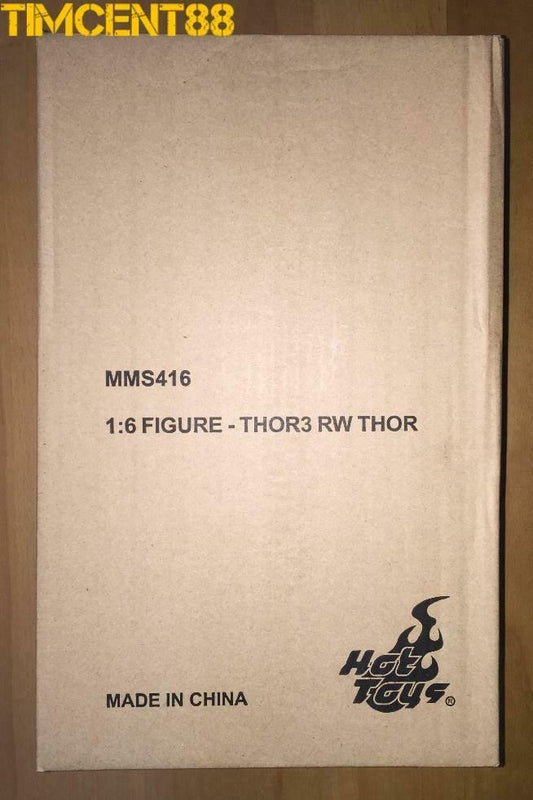 TIMCENT88
MMS416
1:6 FIGURE - THOR3 RW THOR
MADE IN CHINA
Hot
Toys®